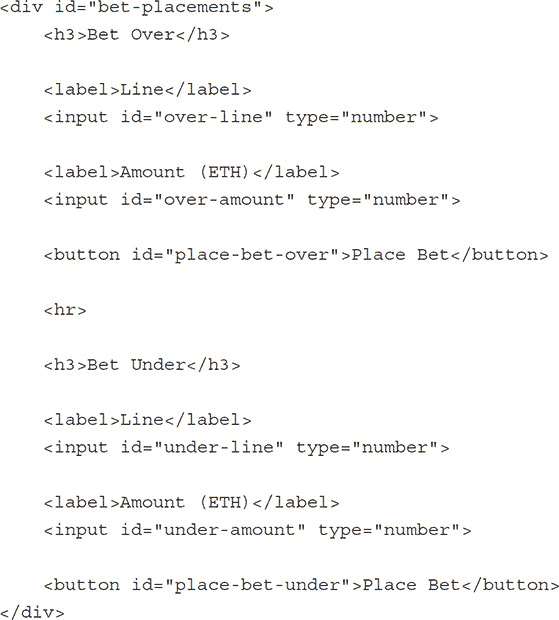 <div id="bet-placements">
    <h3>Bet Over</h3>

    <label>Line</label>
    <input id="over-line" type="number">

    <label>Amount (ETH)</label>
    <input id="over-amount" type="number">

    <button id="place-bet-over">Place Bet</button>

    <hr>

    <h3>Bet Under</h3>

    <label>Line</label>
    <input id="under-line" type="number">

    <label>Amount (ETH)</label>
    <input id="under-amount" type="number">

    <button id="place-bet-under">Place Bet</button>
</div>